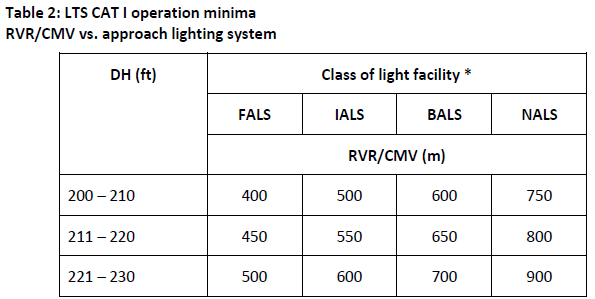 Table 2: LTS CAT I operation minima
RVR/CMV vs. approach lighting system
DH (ft) Class of light facility *
FALS IALS BALS NALS
RVR/CMV (m)
200 – 210 400 500 600 750
211 – 220 450 550 650 800
221 – 230 500 600 700 900